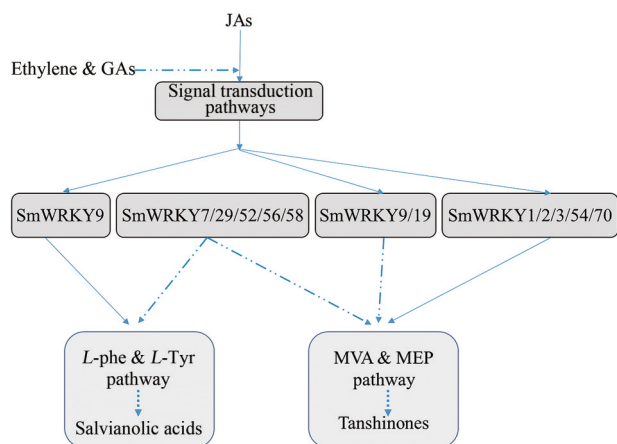 JAs
Ethylene & GAs
Signal transduction
pathways
SmWRKY9
SmWRKY7/29/52/56/58
SmWRKY9/19
SmWRKY1/2/3/54/70
L-phe & L-Tyr
pathway
Salvianolic acids
MVA & MEP
pathway
Tanshinones